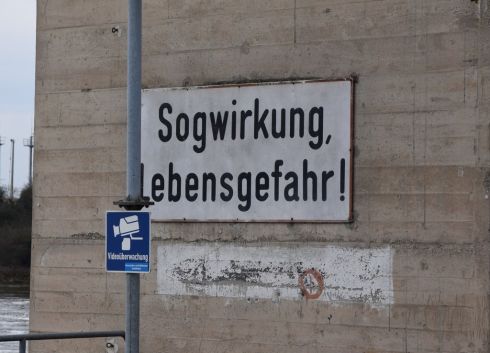 Sogwirkung,
Lebensgefahr!
Videoüberwachung